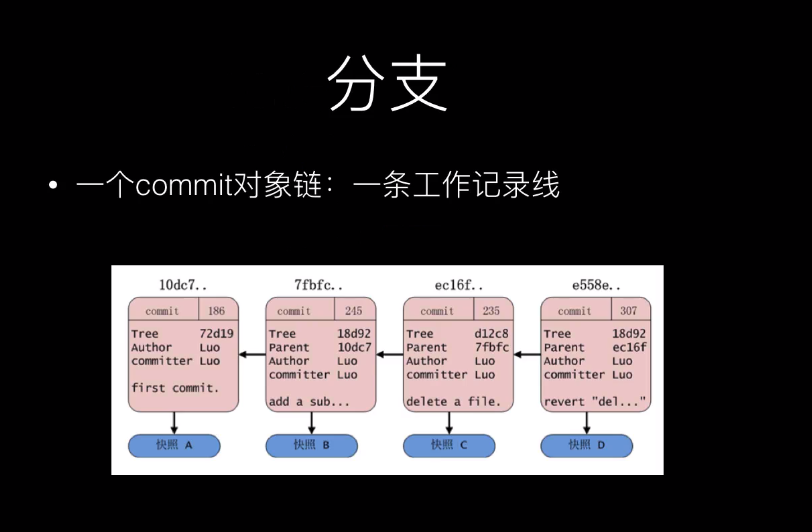 分支
• 一个commit对象链：一条工作记录线
10dc7.. 7fbfc.. ec16f.. e558e..
commit 186 commit 245 commit 235 commit 307
Tree 72d19 Tree 18d92 Tree d12c8 Tree 18d92
Author Luo Parent 10dc7 Parent 7fbfc Parent ec16f
committer Luo Author Luo Author Luo Author Luo
committer Luo committer Luo committer Luo
first commit.
add a sub... delete a file. revert "del..."
快照 A 快照 B 快照 C 快照 D